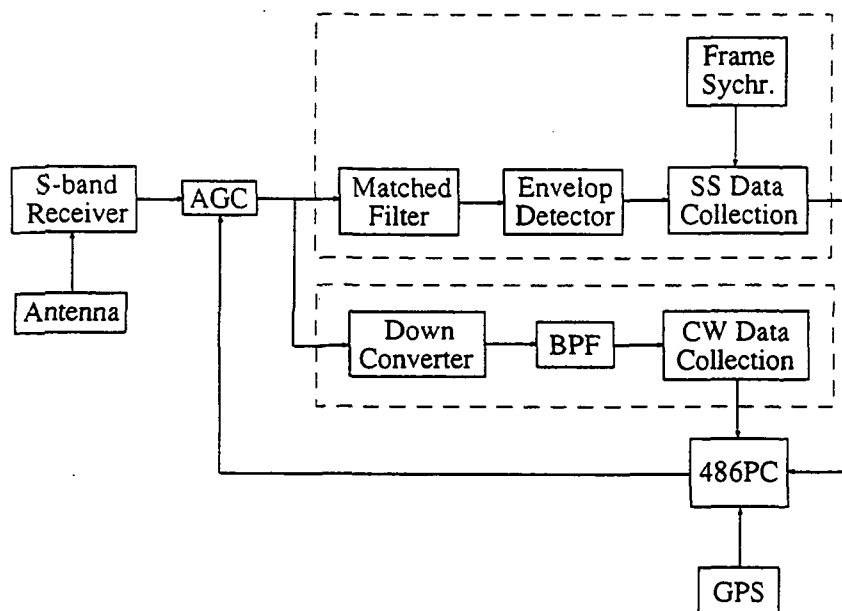 Frame
Sychr.
S-band
Receiver
AGC
Matched
Filter
Envelop
Detector
SS Data
Collection
Antenna
Down
Converter
BPF
CW Data
Collection
486PC
GPS